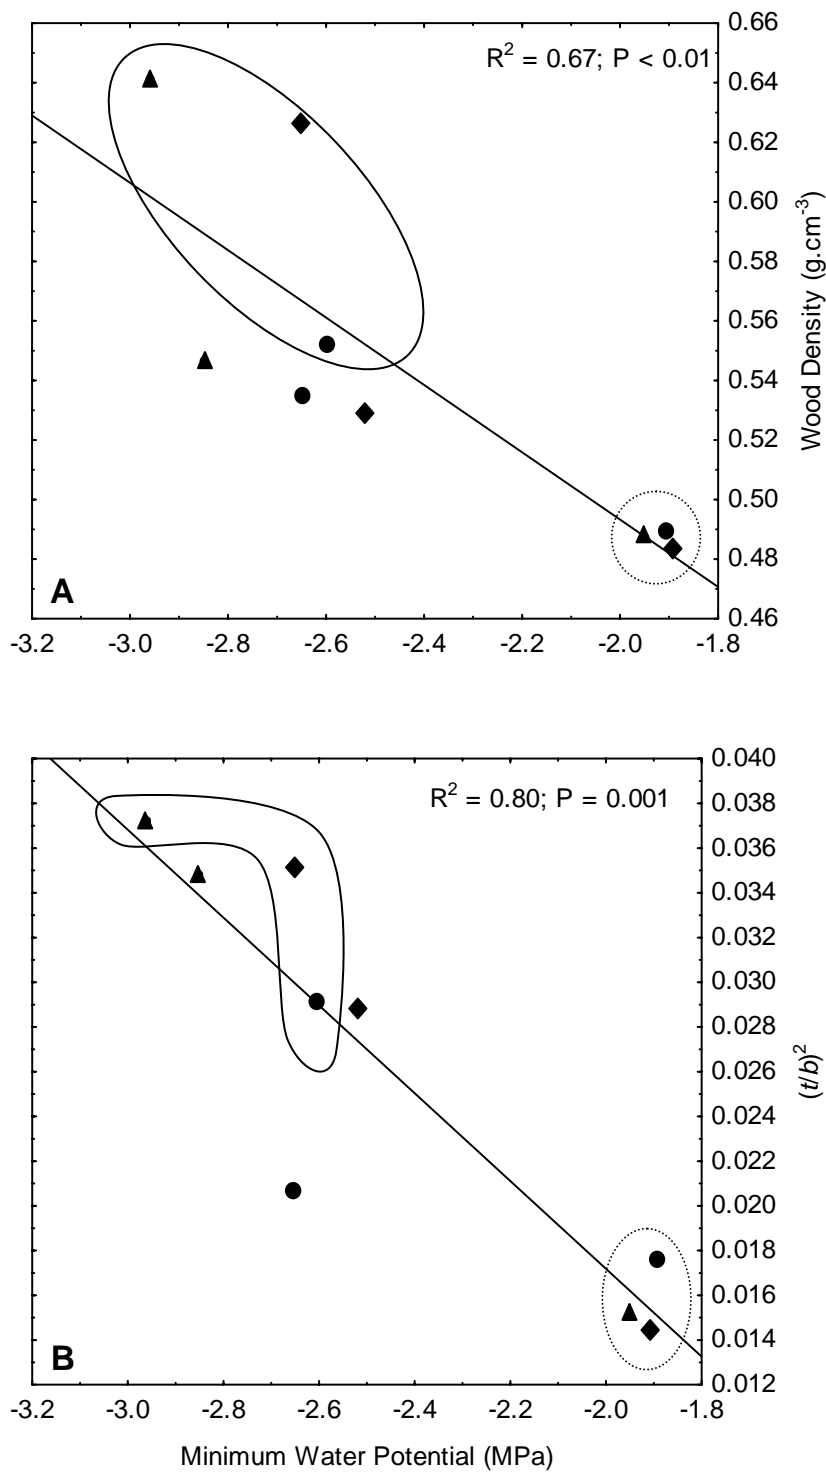 0.66
R² = 0.67; P < 0.01
0.64
0.62
0.60
0.58
0.56
0.54
0.52
0.50
0.48
0.46
Wood Density (g.cm⁻³)
A
-3.2 -3.0 -2.8 -2.6 -2.4 -2.2 -2.0 -1.8
0.040
R² = 0.80; P = 0.001
0.038
0.036
0.034
0.032
0.030
0.028
0.026
0.024
0.022
0.020
0.018
0.016
0.014
0.012
(t/b)²
B
-3.2 -3.0 -2.8 -2.6 -2.4 -2.2 -2.0 -1.8
Minimum Water Potential (MPa)